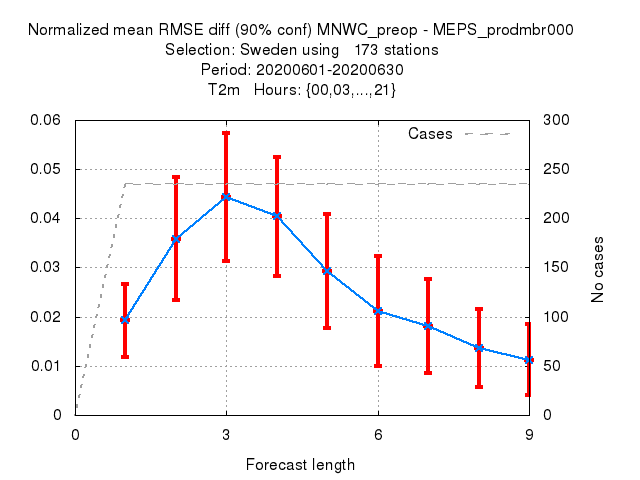 Normalized mean RMSE diff (90% conf) MNWC_preop - MEPS_prodmbr000
Selection: Sweden using 173 stations
Period: 20200601-20200630
T2m Hours: {00,03,...,21}
Cases
0.06
0.05
0.04
0.03
0.02
0.01
0
300
250
200
150
100
50
0
No cases
0 3 6 9
Forecast length